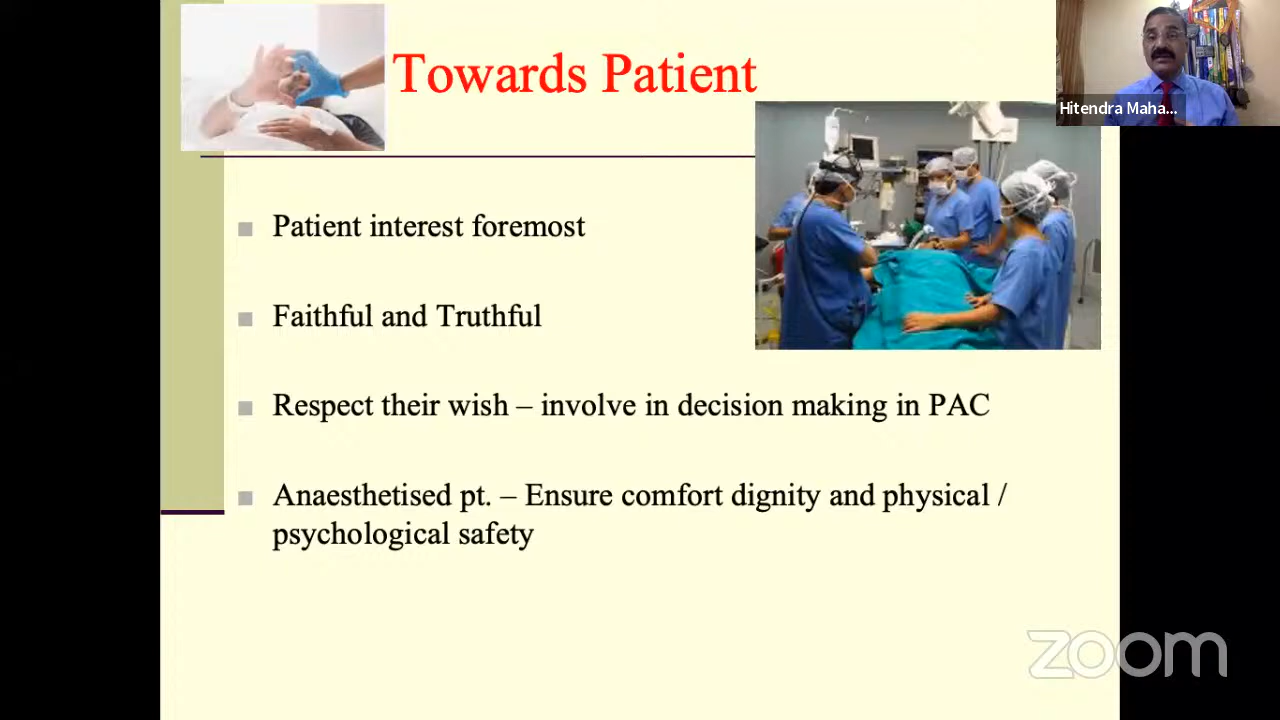 Towards Patient
Hitendra Maha...
Patient interest foremost
Faithful and Truthful
Respect their wish – involve in decision making in PAC
Anaesthetised pt. – Ensure comfort dignity and physical /
psychological safety
zoom